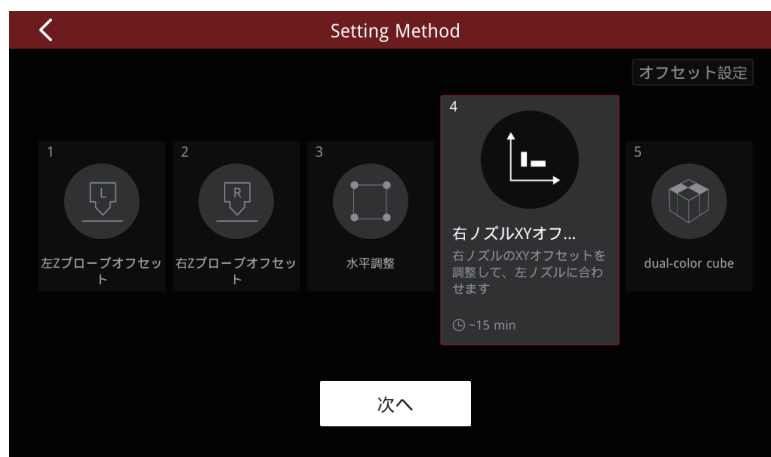 Setting Method
オフセット設定
1
L
左Zプローブオフセッ
ト
2
R
右Zプローブオフセッ
ト
3
水平調整
4
右ノズルXYオフ...
右ノズルのXYオフセットを
調整して、左ノズルに合わ
せます
~15 min
5
dual-color cube
次へ